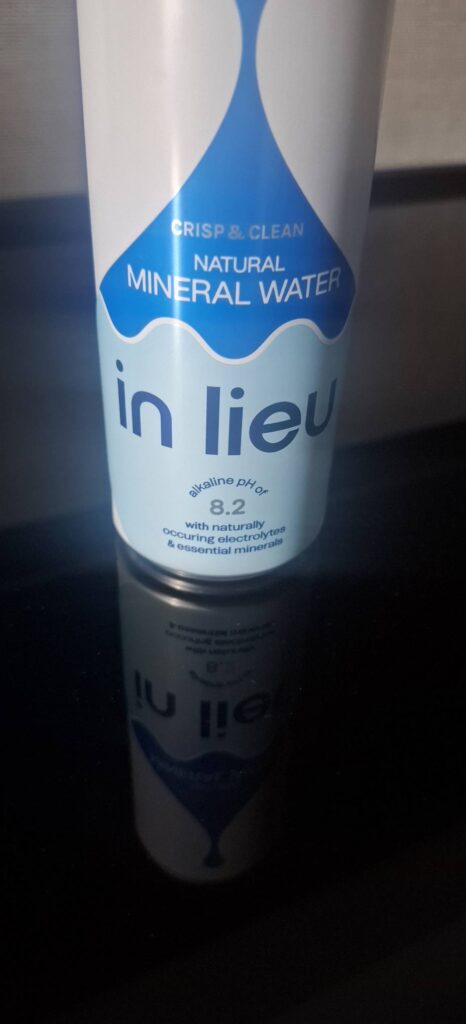 CRISP & CLEAN
NATURAL
MINERAL WATER
in lieu
alkaline pH of
8.2
with naturally
occuring electrolytes
& essential minerals